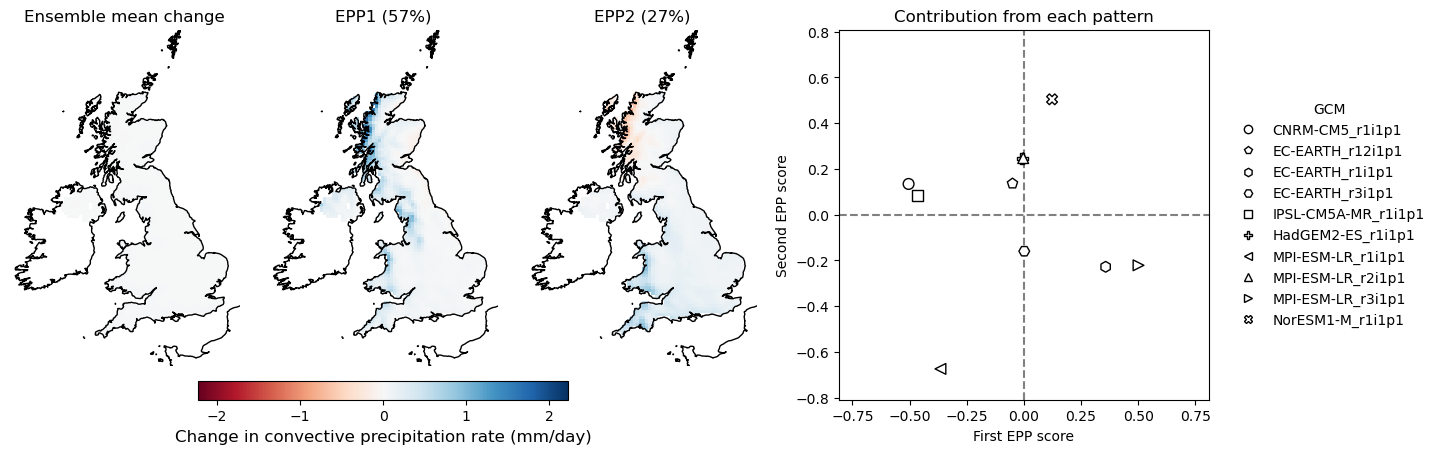 Ensemble mean change
EPP1 (57%)
EPP2 (27%)
−2 −1 0 1 2
Change in convective precipitation rate (mm/day)
Contribution from each pattern
Second EPP score
0.8
0.6
0.4
0.2
0.0
−0.2
−0.4
−0.6
−0.8
−0.75 −0.50 −0.25 0.00 0.25 0.50 0.75
First EPP score
GCM
CNRM-CM5_r1i1p1
EC-EARTH_r12i1p1
EC-EARTH_r1i1p1
EC-EARTH_r3i1p1
IPSL-CM5A-MR_r1i1p1
HadGEM2-ES_r1i1p1
MPI-ESM-LR_r1i1p1
MPI-ESM-LR_r2i1p1
MPI-ESM-LR_r3i1p1
NorESM1-M_r1i1p1